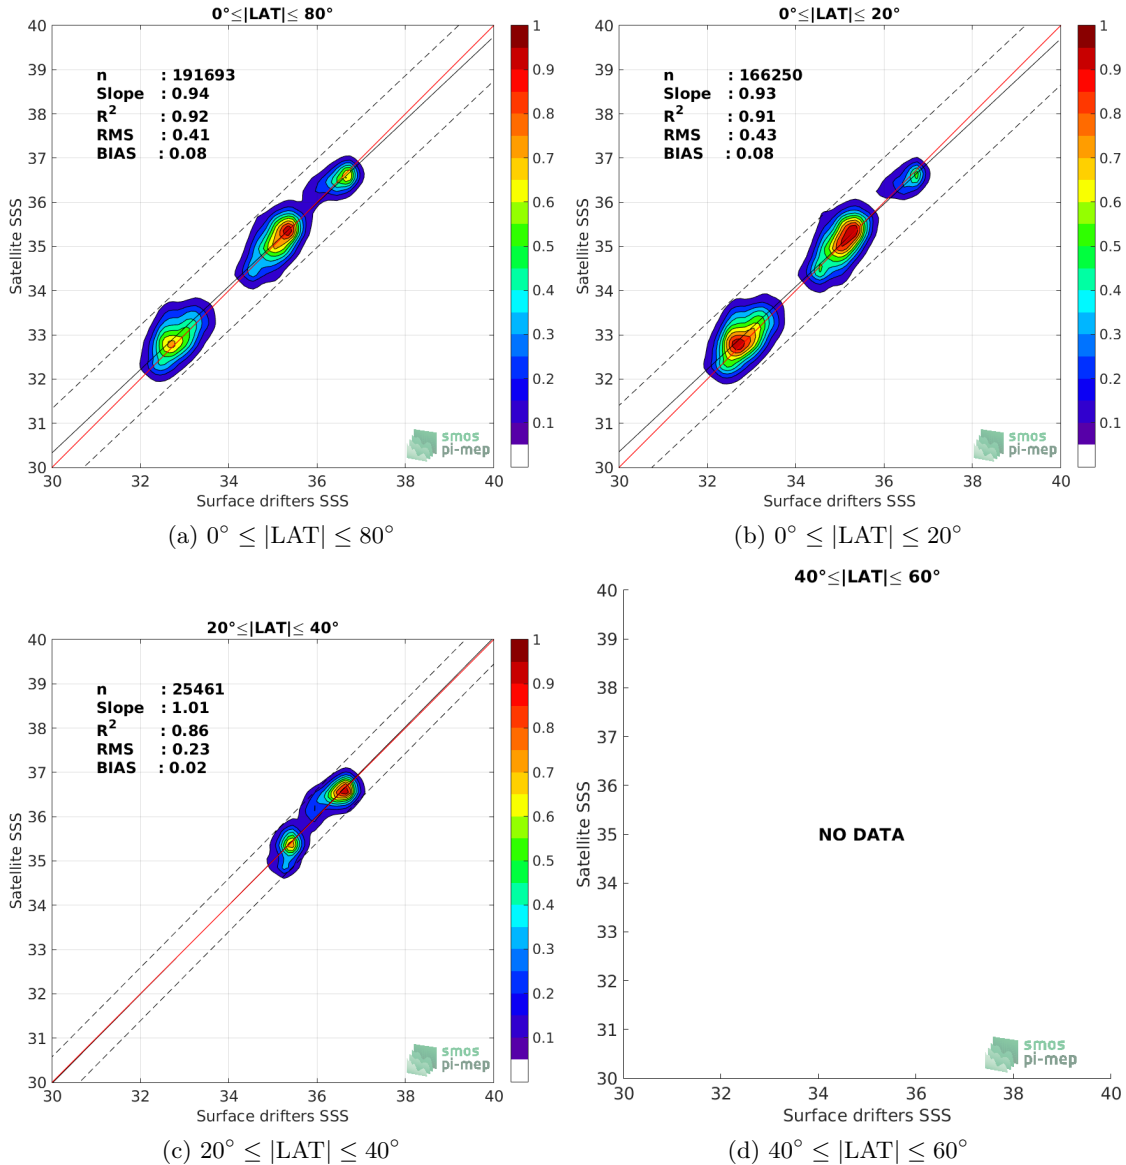 0°≤|LAT|≤ 80°
40
39
38
37
36
35
34
33
32
31
30
Satellite SSS
n : 191693
Slope : 0.94
R² : 0.92
RMS : 0.41
BIAS : 0.08
30 32 34 36 38 40
Surface drifters SSS
1
0.9
0.8
0.7
0.6
0.5
0.4
0.3
0.2
0.1
smos
pi-mep
(a) 0° ≤ |LAT| ≤ 80°
0°≤|LAT|≤ 20°
40
39
38
37
36
35
34
33
32
31
30
Satellite SSS
n : 166250
Slope : 0.93
R² : 0.91
RMS : 0.43
BIAS : 0.08
30 32 34 36 38 40
Surface drifters SSS
1
0.9
0.8
0.7
0.6
0.5
0.4
0.3
0.2
0.1
smos
pi-mep
(b) 0° ≤ |LAT| ≤ 20°
20°≤|LAT|≤ 40°
40
39
38
37
36
35
34
33
32
31
30
Satellite SSS
n : 25461
Slope : 1.01
R² : 0.86
RMS : 0.23
BIAS : 0.02
30 32 34 36 38 40
Surface drifters SSS
1
0.9
0.8
0.7
0.6
0.5
0.4
0.3
0.2
0.1
smos
pi-mep
(c) 20° ≤ |LAT| ≤ 40°
40°≤|LAT|≤ 60°
40
39
38
37
36
35
34
33
32
31
30
Satellite SSS
NO DATA
30 32 34 36 38 40
Surface drifters SSS
smos
pi-mep
(d) 40° ≤ |LAT| ≤ 60°